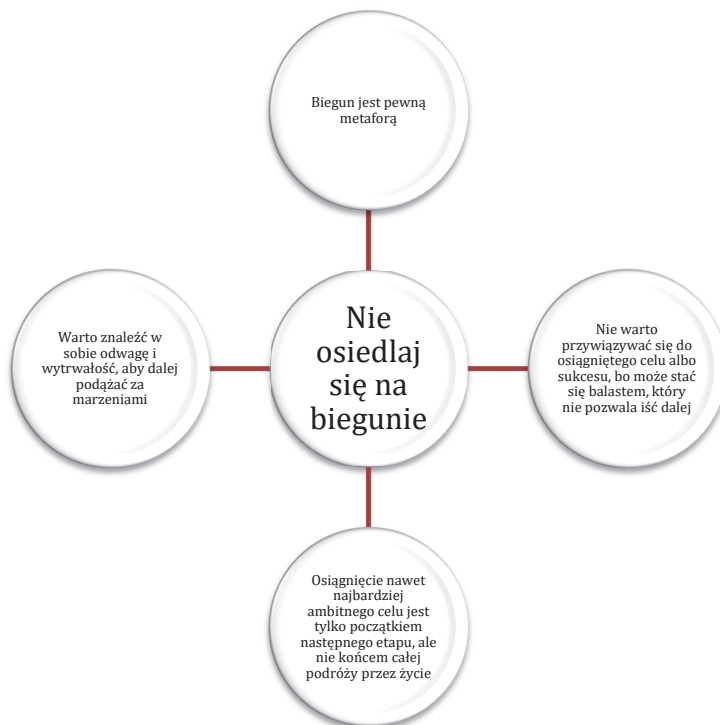 Biegun jest pewną
metaforą
Warto znaleźć w
sobie odwagę i
wytrwałość, aby dalej
podążać za
marzeniami
Nie
osiedlaj
się na
biegunie
Nie warto
przywiązywać się do
osiągniętego celu albo
sukcesu, bo może stać
się balastem, który
nie pozwala iść dalej
Osiągnięcie nawet
najbardziej
ambitnego celu jest
tylko początkiem
następnego etapu, ale
nie końcem całej
podróży przez życie